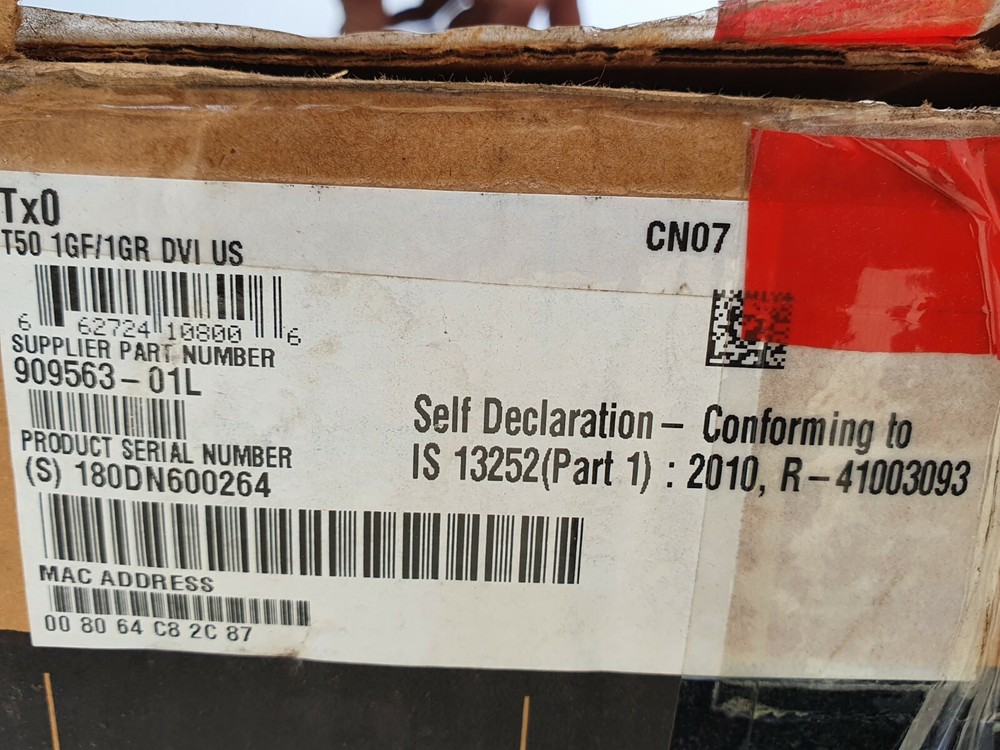 Tx0
T50 1GF/1GR DVI US
CN07
6 62724 10800 6
SUPPLIER PART NUMBER
909563-01L
PRODUCT SERIAL NUMBER
(S) 180DN600264
Self Declaration - Conforming to
IS 13252(Part 1) : 2010, R-41003093
MAC ADDRESS
00 80 64 C8 2C 87